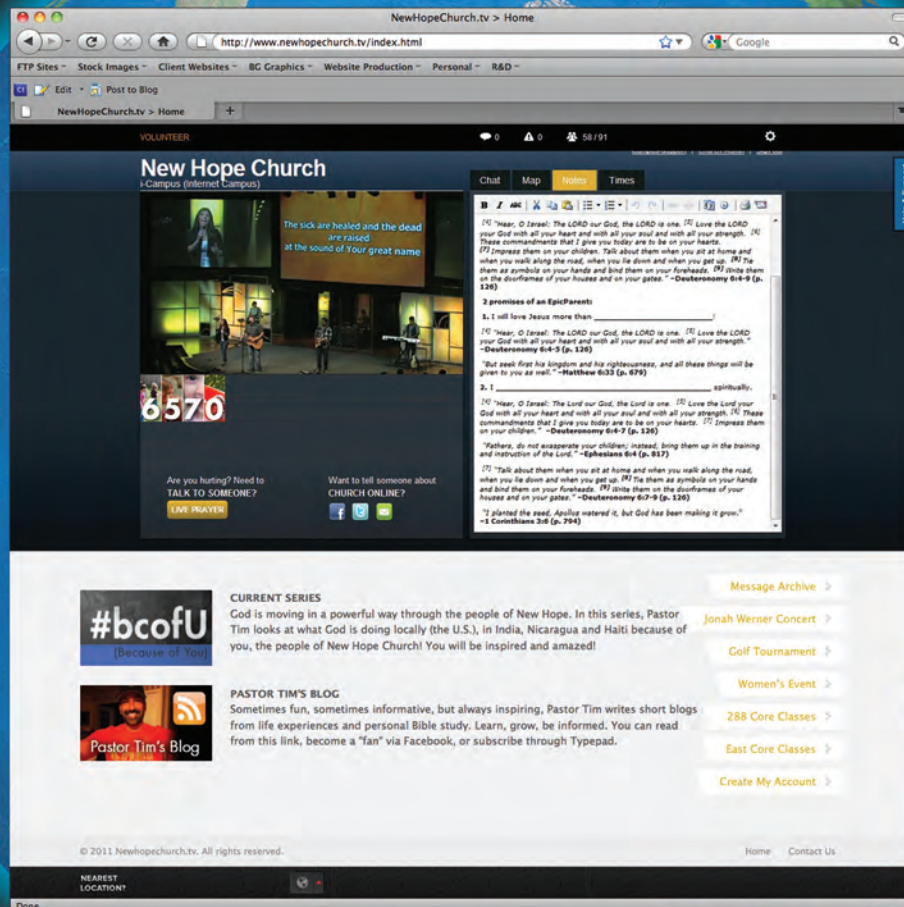 NewHopeChurch.tv > Home
http://www.newhopechurch.tv/index.html
Google
FTP Sites
Stock Images
Client Websites
BG Graphics
Website Production
Personal
R&D
Edit
Post to Blog
NewHopeChurch.tv > Home
+
VOLUNTEER
0
0
58/91
New Hope Church
i-Campus (Internet Campus)
Chat
Map
Notes
Times
The sick are healed and the dead
are raised
at the sound of Your great name
6570
Are you hurting? Need to
TALK TO SOMEONE?
LIVE PRAYER
Want to tell someone about
CHURCH ONLINE?
B I ABC
[4] "Hear, O Israel: The LORD our God, the LORD is one. [5] Love the LORD
your God with all your heart and with all your soul and with all your strength. [6]
These commandments that I give you today are to be on your hearts.
[7] Impress them on your children. Talk about them when you sit at home and
when you walk along the road, when you lie down and when you get up. [8] Tie
them as symbols on your hands and bind them on your foreheads. [9] Write them
on the doorframes of your houses and on your gates." –Deuteronomy 6:4-9 (p.
126)
2 promises of an EpicParent:
1. I will love Jesus more than ____________________!
[4] "Hear, O Israel: The LORD our God, the LORD is one. [5] Love the LORD
your God with all your heart and with all your soul and with all your strength."
–Deuteronomy 6:4-5 (p. 126)
"But seek first his kingdom and his righteousness, and all these things will be
given to you as well." –Matthew 6:33 (p. 679)
2. I ____________________ spiritually.
[4] "Hear, O Israel: The Lord our God, the Lord is one. [5] Love the Lord your
God with all your heart and with all your soul and with all your strength. [6] These
commandments that I give you today are to be on your hearts. [7] Impress them
on your children." –Deuteronomy 6:4-7 (p. 126)
"Fathers, do not exasperate your children; instead, bring them up in the training
and instruction of the Lord." –Ephesians 6:4 (p. 817)
[7] "Talk about them when you sit at home and when you walk along the road,
when you lie down and when you get up. [8] Tie them as symbols on your hands
and bind them on your foreheads. [9] Write them on the doorframes of your
houses and on your gates." –Deuteronomy 6:7-9 (p. 126)
"I planted the seed, Apollos watered it, but God has been making it grow."
–1 Corinthians 3:6 (p. 794)
#bcofU
(Because of You)
CURRENT SERIES
God is moving in a powerful way through the people of New Hope. In this series, Pastor
Tim looks at what God is doing locally (the U.S.), in India, Nicaragua and Haiti because of
you, the people of New Hope Church! You will be inspired and amazed!
Pastor Tim's Blog
PASTOR TIM'S BLOG
Sometimes fun, sometimes informative, but always inspiring, Pastor Tim writes short blogs
from life experiences and personal Bible study. Learn, grow, be informed. You can read
from this link, become a "fan" via Facebook, or subscribe through Typepad.
Message Archive
Jonah Werner Concert
Golf Tournament
Women's Event
288 Core Classes
East Core Classes
Create My Account
© 2011 Newhopechurch.tv. All rights reserved.
Home
Contact Us
NEAREST
LOCATION?
Done